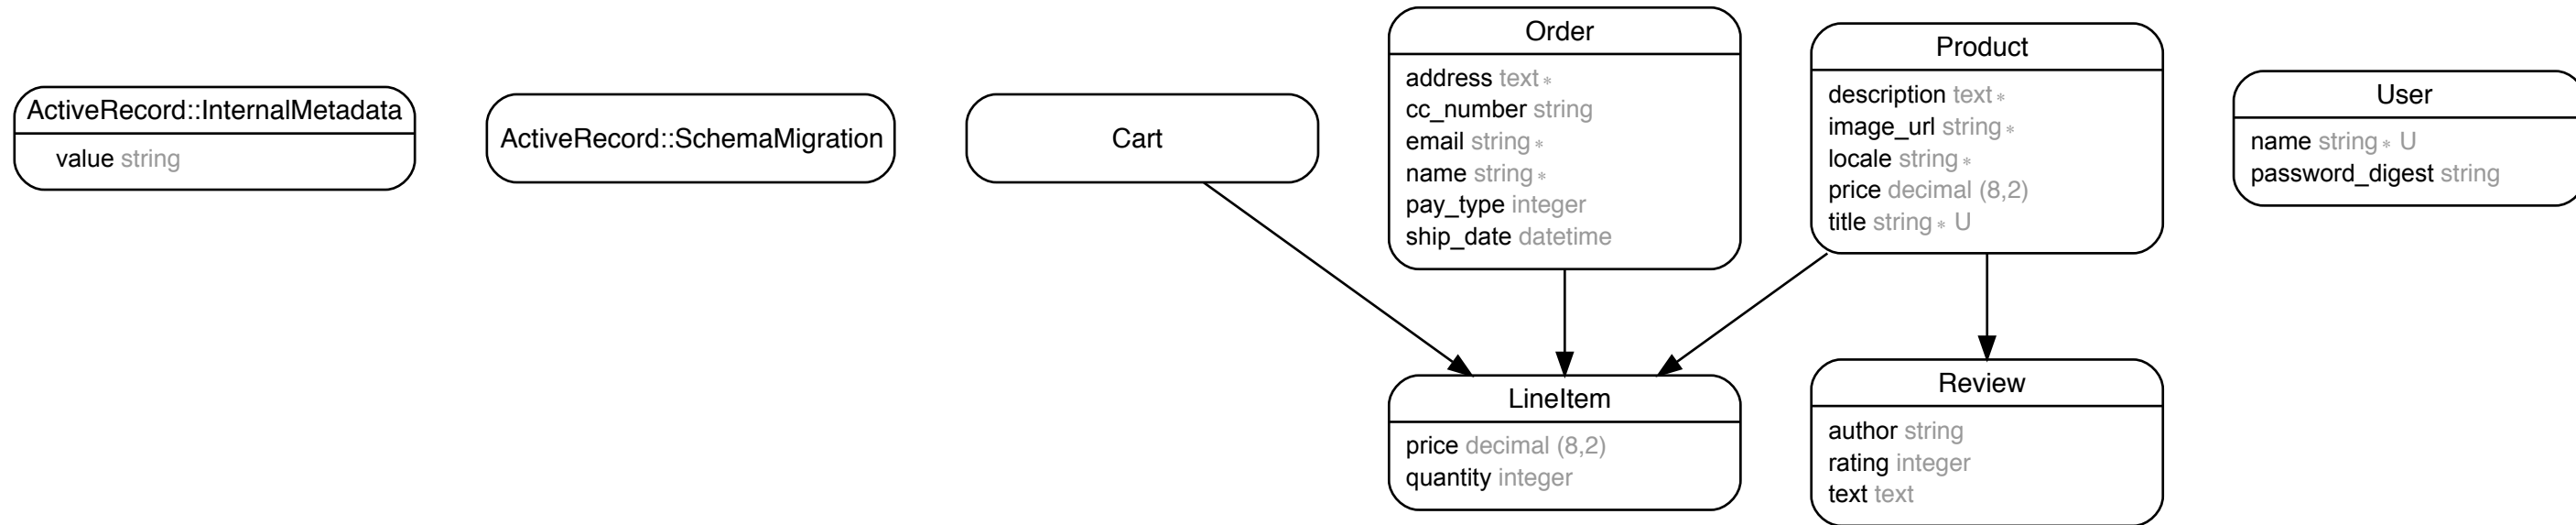 ActiveRecord::InternalMetadata
value string
ActiveRecord::SchemaMigration
Cart
Order
address text *
cc_number string
email string *
name string *
pay_type integer
ship_date datetime
Product
description text *
image_url string *
locale string *
price decimal (8,2)
title string * U
User
name string * U
password_digest string
LineItem
price decimal (8,2)
quantity integer
Review
author string
rating integer
text text